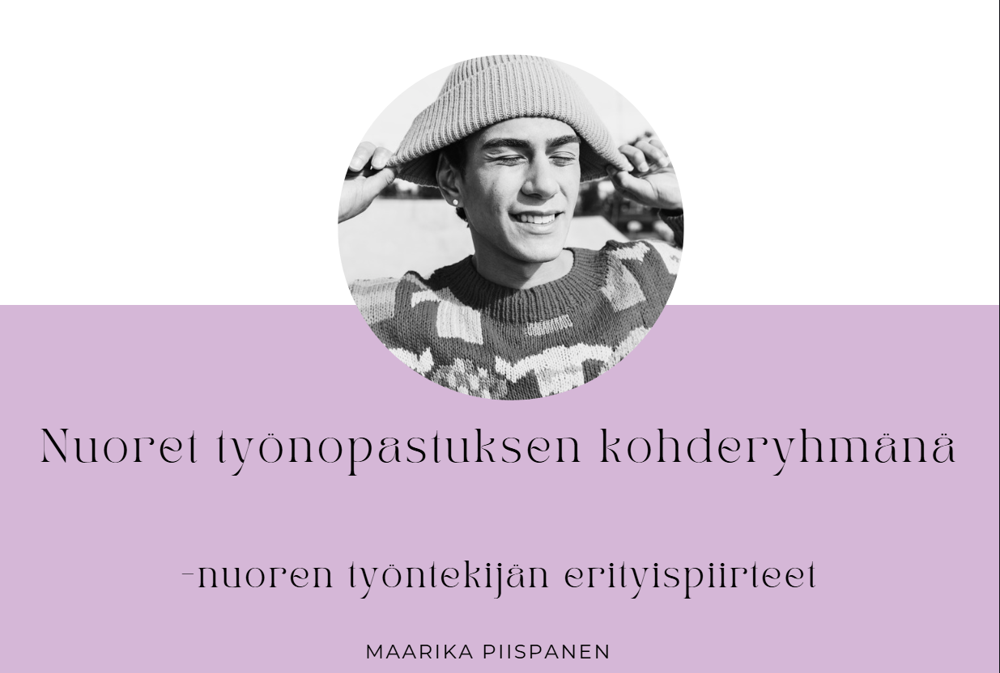 Nuoret työnopastuksen kohderyhmänä
-nuoren työntekijän erityispiirteet
MAARIKA PIISPANEN